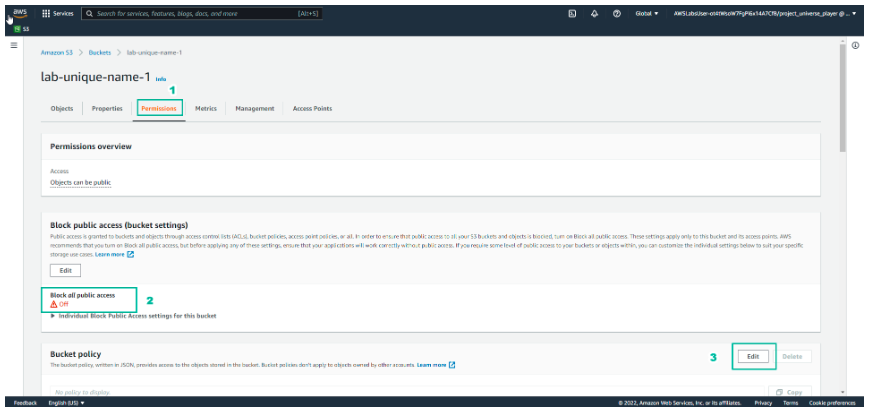 aws
Services
Search for services, features, blogs, docs, and more
[Alt+S]
Global
S3
Amazon S3 > Buckets > lab-unique-name-1
lab-unique-name-1 Info
1
Objects Properties Permissions Metrics Management Access Points
Permissions overview
Access
Objects can be public
Block public access (bucket settings)
Public access is granted to buckets and objects through access control lists (ACLs), bucket policies, access point policies, or all. In order to ensure that public access to all your S3 buckets and objects is blocked, turn on Block all public access. These settings apply only to this bucket and its access points. AWS
recommends that you turn on Block all public access, but before applying any of these settings, ensure that your applications will work correctly without public access. If you require some level of public access to your buckets or objects within, you can customize the individual settings below to suit your specific
storage use cases. Learn more
Edit
Block all public access
Off
2
Individual Block Public Access settings for this bucket
Bucket policy
3
Edit Delete
The bucket policy, written in JSON, provides access to the objects stored in the bucket. Bucket policies don't apply to objects owned by other accounts. Learn more
No policy to display.
Copy
Feedback English (US) © 2022, Amazon Web Services, Inc. or its affiliates. Privacy Terms Cookie preferences